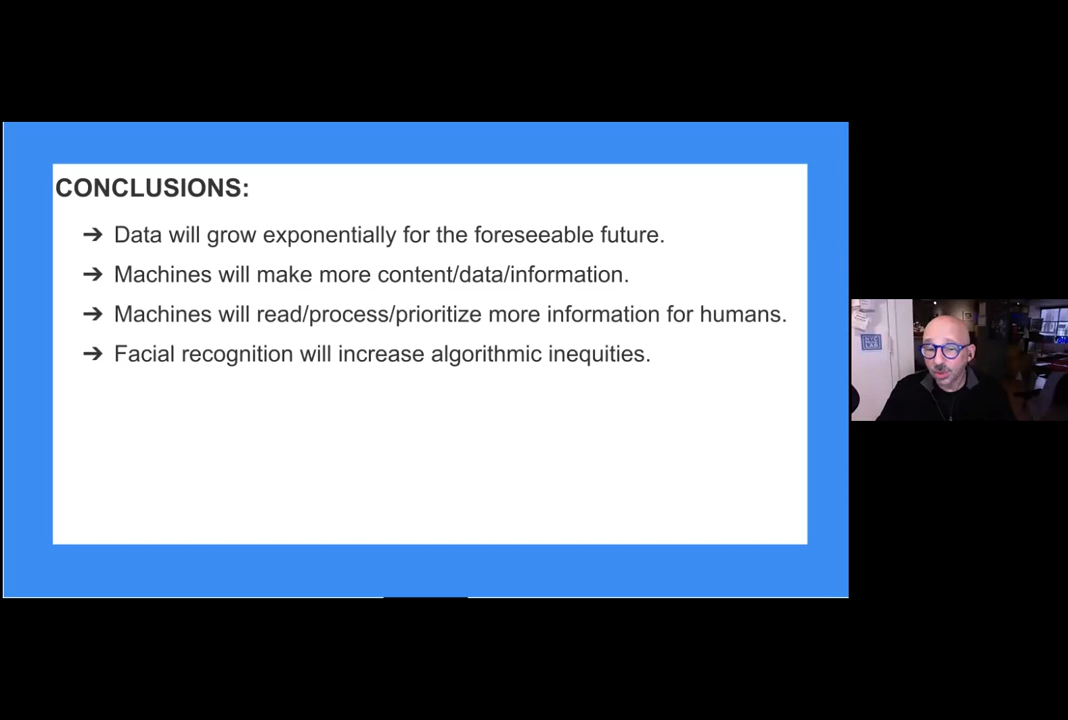 CONCLUSIONS:
➔ Data will grow exponentially for the foreseeable future.
➔ Machines will make more content/data/information.
➔ Machines will read/process/prioritize more information for humans.
➔ Facial recognition will increase algorithmic inequities.